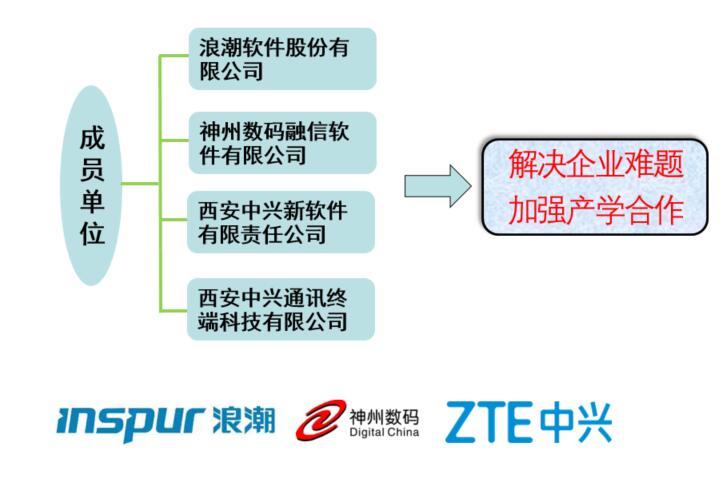 成员单位
浪潮软件股份有
限公司
神州数码融信软
件有限公司
西安中兴新软件
有限责任公司
西安中兴通讯终
端科技有限公司
解决企业难题
加强产学合作
inspur 浪潮
神州数码
Digital China
ZTE中兴